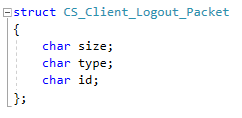 struct CS_Client_Logout_Packet
{
    char size;
    char type;
    char id;
};